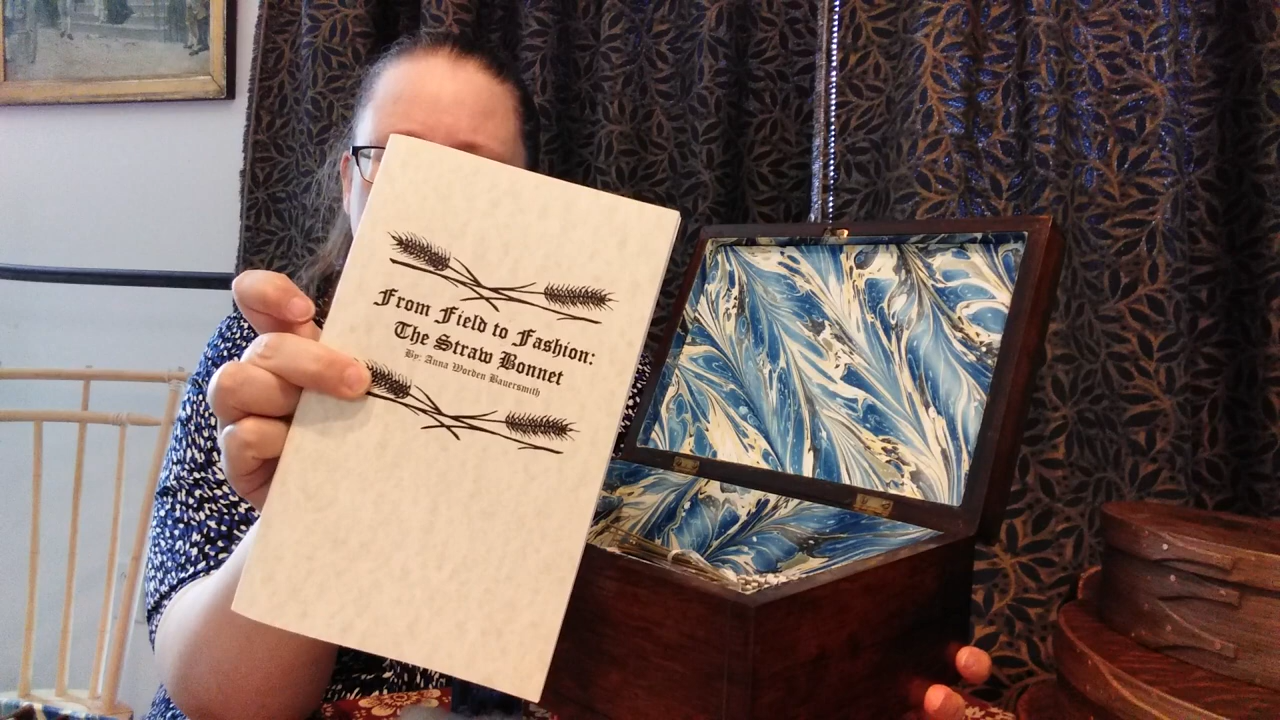 From Field to Fashion:
The Straw Bonnet
By: Anna Worden Bauersmith